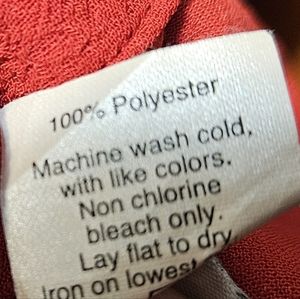 100% Polyester
Machine wash cold,
with like colors.
Non chlorine
bleach only.
Lay flat to dry
Iron on lowest